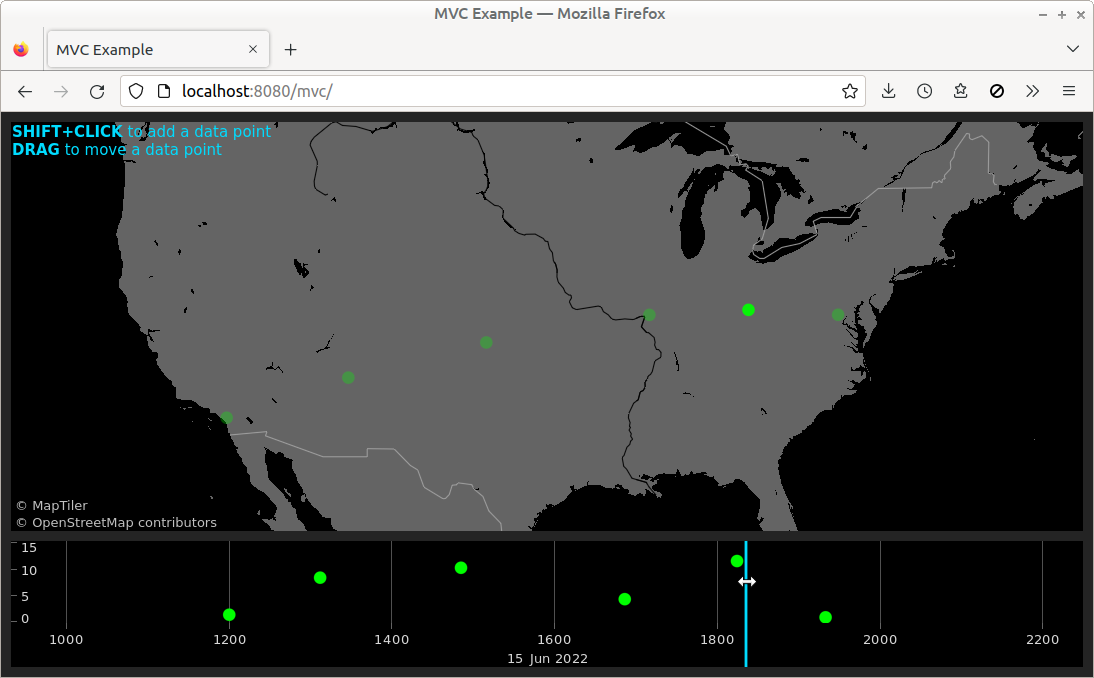 MVC Example — Mozilla Firefox
MVC Example
localhost:8080/mvc/
SHIFT+CLICK to add a data point
DRAG to move a data point
© MapTiler
© OpenStreetMap contributors
15
10
5
0
1000 1200 1400 1600 1800 2000 2200
15 Jun 2022